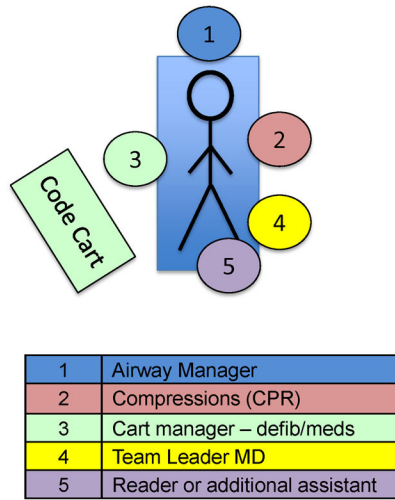 1
2
3
Code Cart
4
5
1 Airway Manager
2 Compressions (CPR)
3 Cart manager – defib/meds
4 Team Leader MD
5 Reader or additional assistant